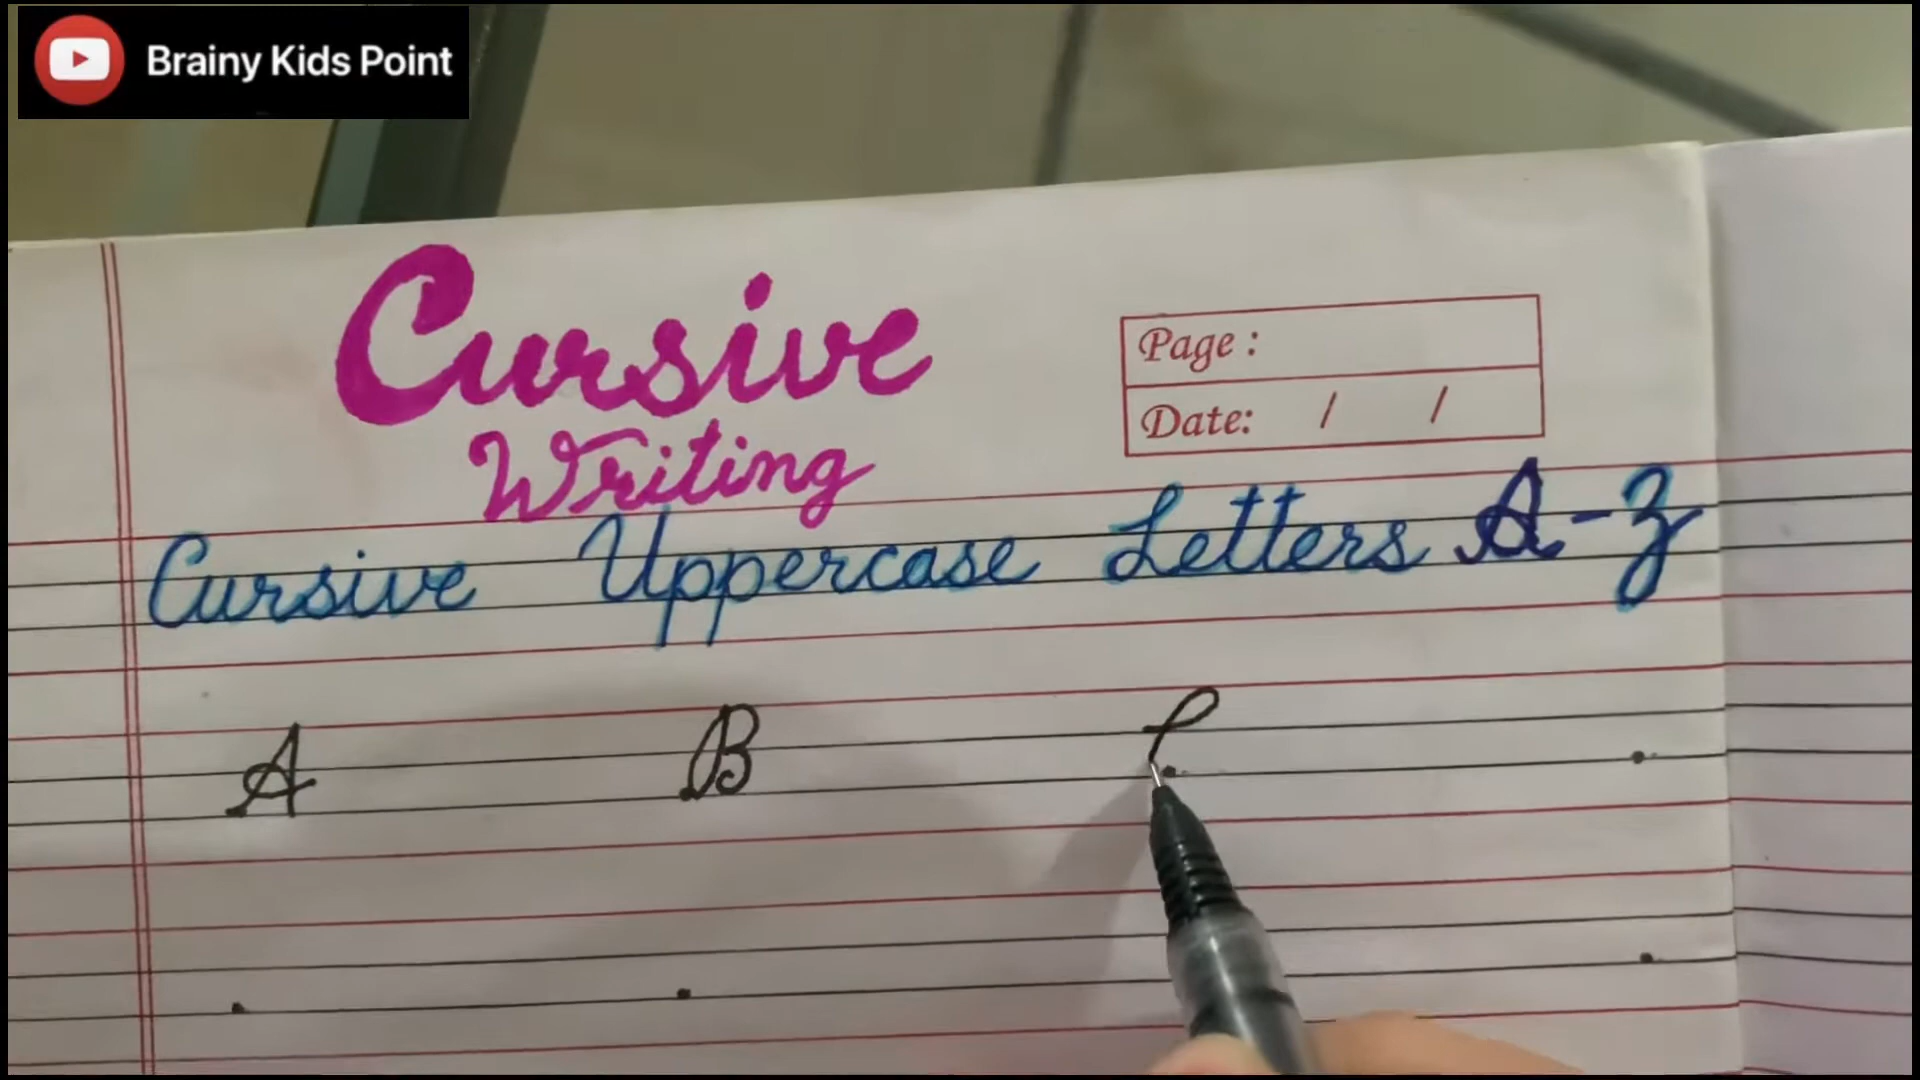 Brainy Kids Point
Cursive
Writing
Page :
Date: / /
Cursive Uppercase Letters A-Z
A B